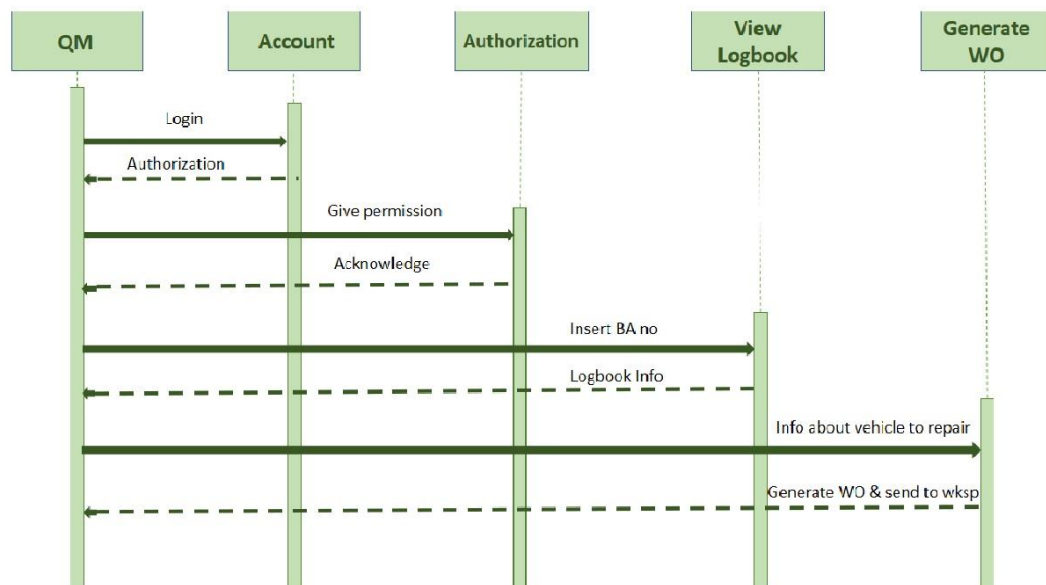 QM
Account
Authorization
View
Logbook
Generate
WO
Login
Authorization
Give permission
Acknowledge
Insert BA no
Logbook Info
Info about vehicle to repair
Generate WO & send to wksp